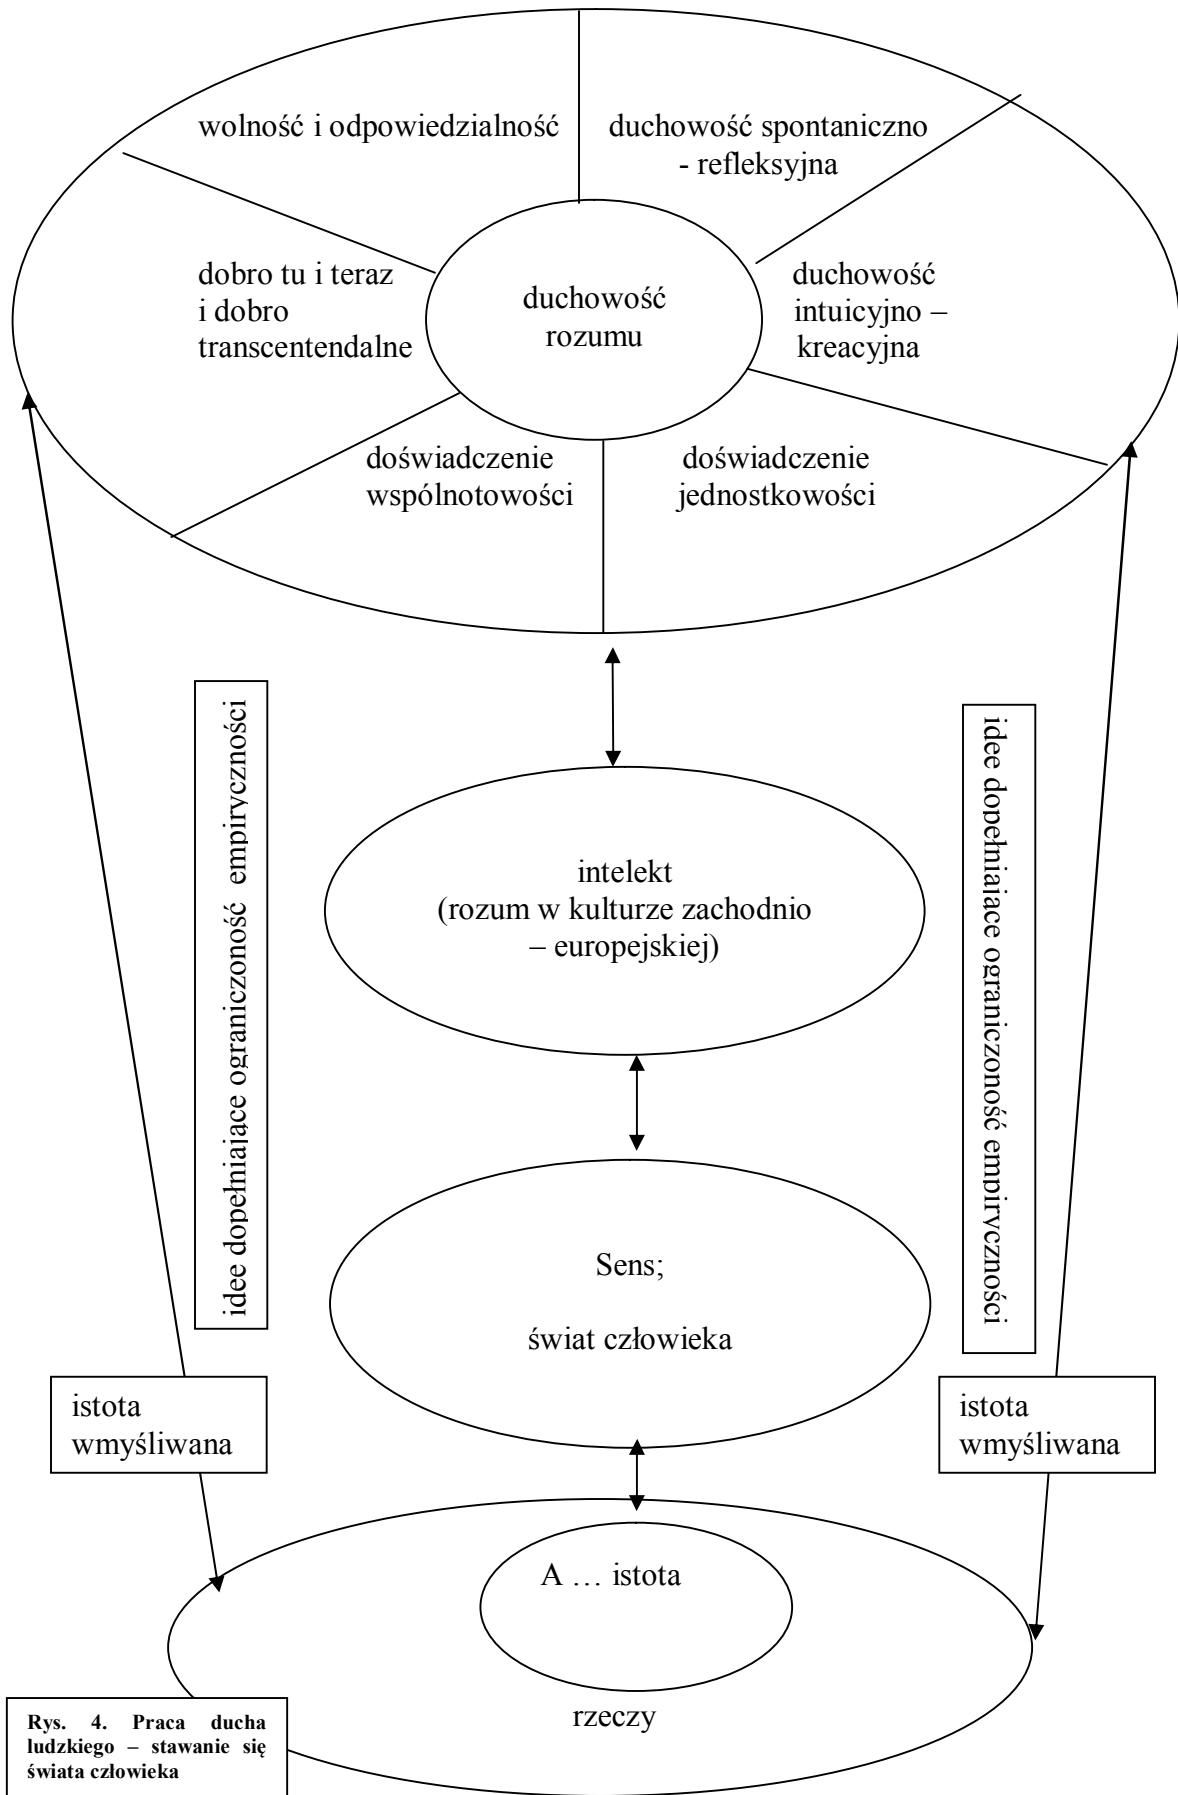 wolność i odpowiedzialność
duchowość spontaniczno
- refleksyjna
dobro tu i teraz
i dobro
transcentendalne
duchowość
rozumu
duchowość
intuicyjno –
kreacyjna
doświadczenie
wspólnotowości
doświadczenie
jednostkowości
idee dopełniające ograniczoność empiryczności
idee dopełniające ograniczoność empiryczności
intelekt
(rozum w kulturze zachodnio
– europejskiej)
Sens;
świat człowieka
istota
wmyśliwana
istota
wmyśliwana
A … istota
rzeczy
Rys. 4. Praca ducha
ludzkiego – stawanie się
świata człowieka